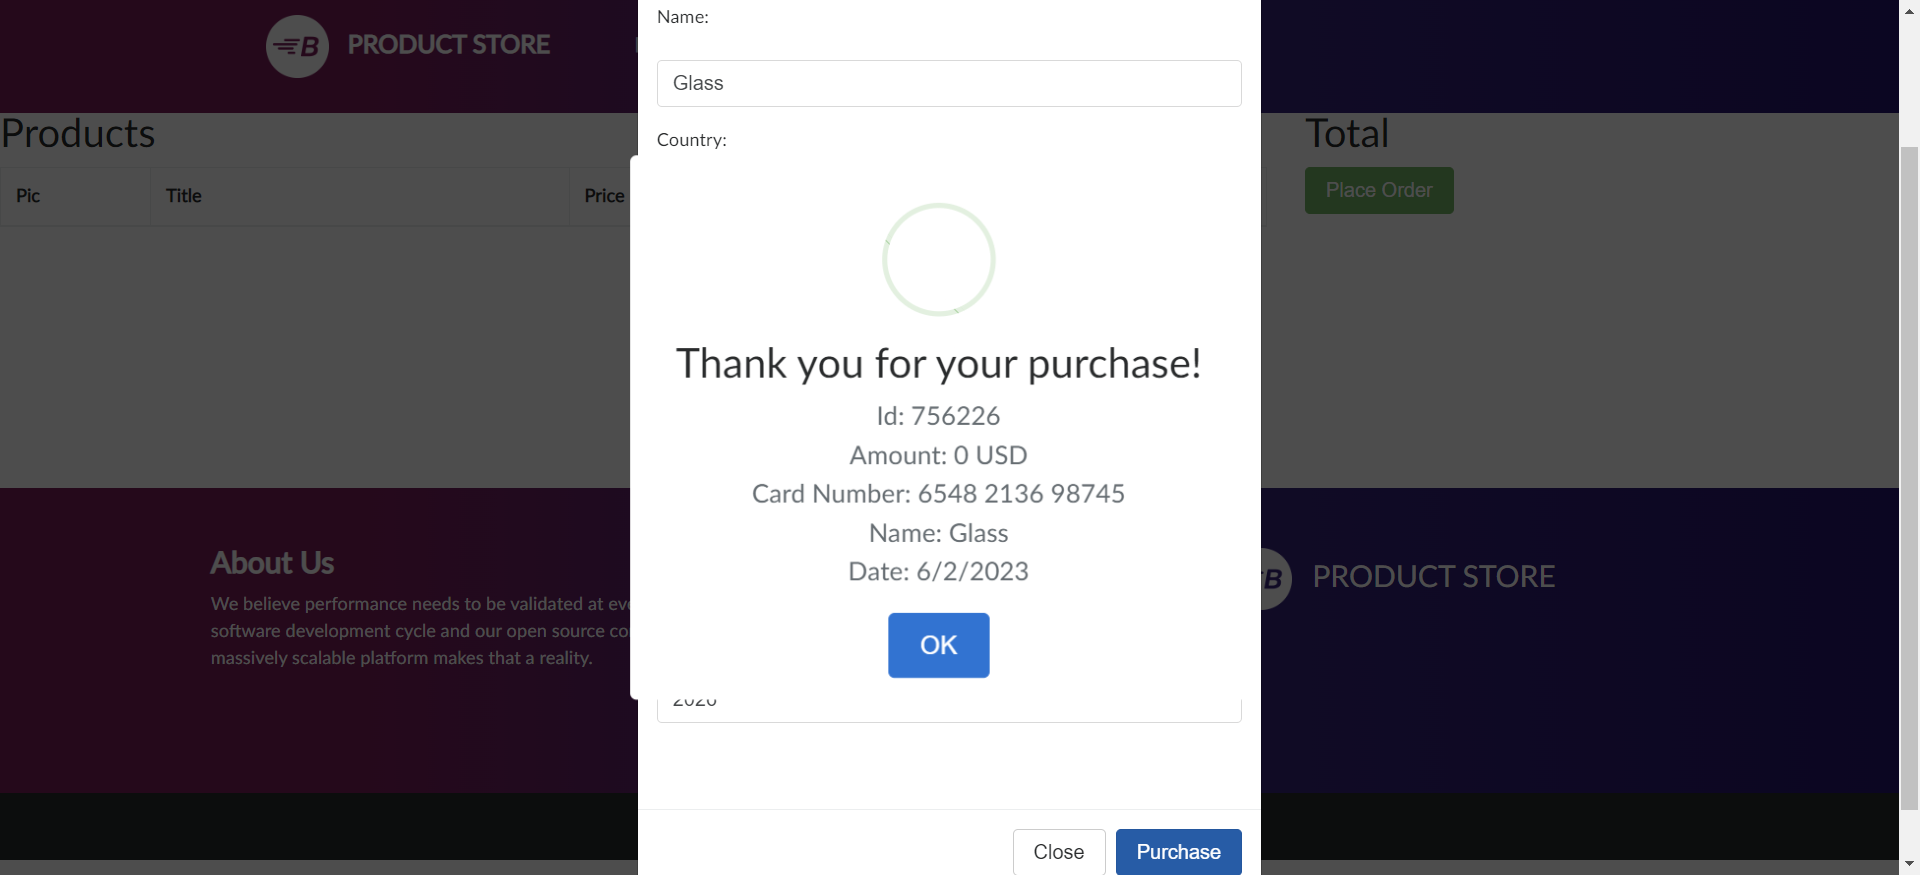 Name:
B PRODUCT STORE
Glass
Products
Country:
Total
Pic Title Price
Place Order
Thank you for your purchase!
Id: 756226
Amount: 0 USD
Card Number: 6548 2136 98745
Name: Glass
Date: 6/2/2023
OK
About Us
We believe performance needs to be validated at eve
software development cycle and our open source co
massively scalable platform makes that a reality.
B PRODUCT STORE
Close Purchase